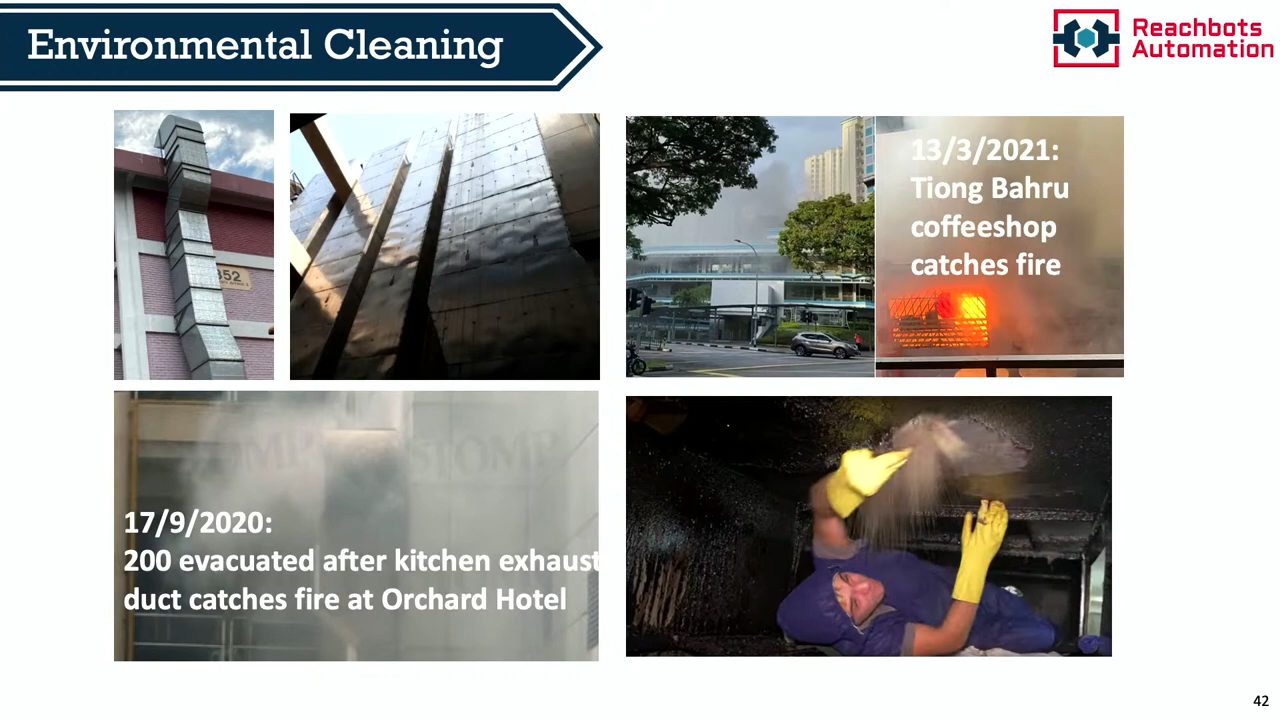 Environmental Cleaning
Reachbots
Automation
352
13/3/2021:
Tiong Bahru
coffeeshop
catches fire
STOMP
17/9/2020:
200 evacuated after kitchen exhaust
duct catches fire at Orchard Hotel
42